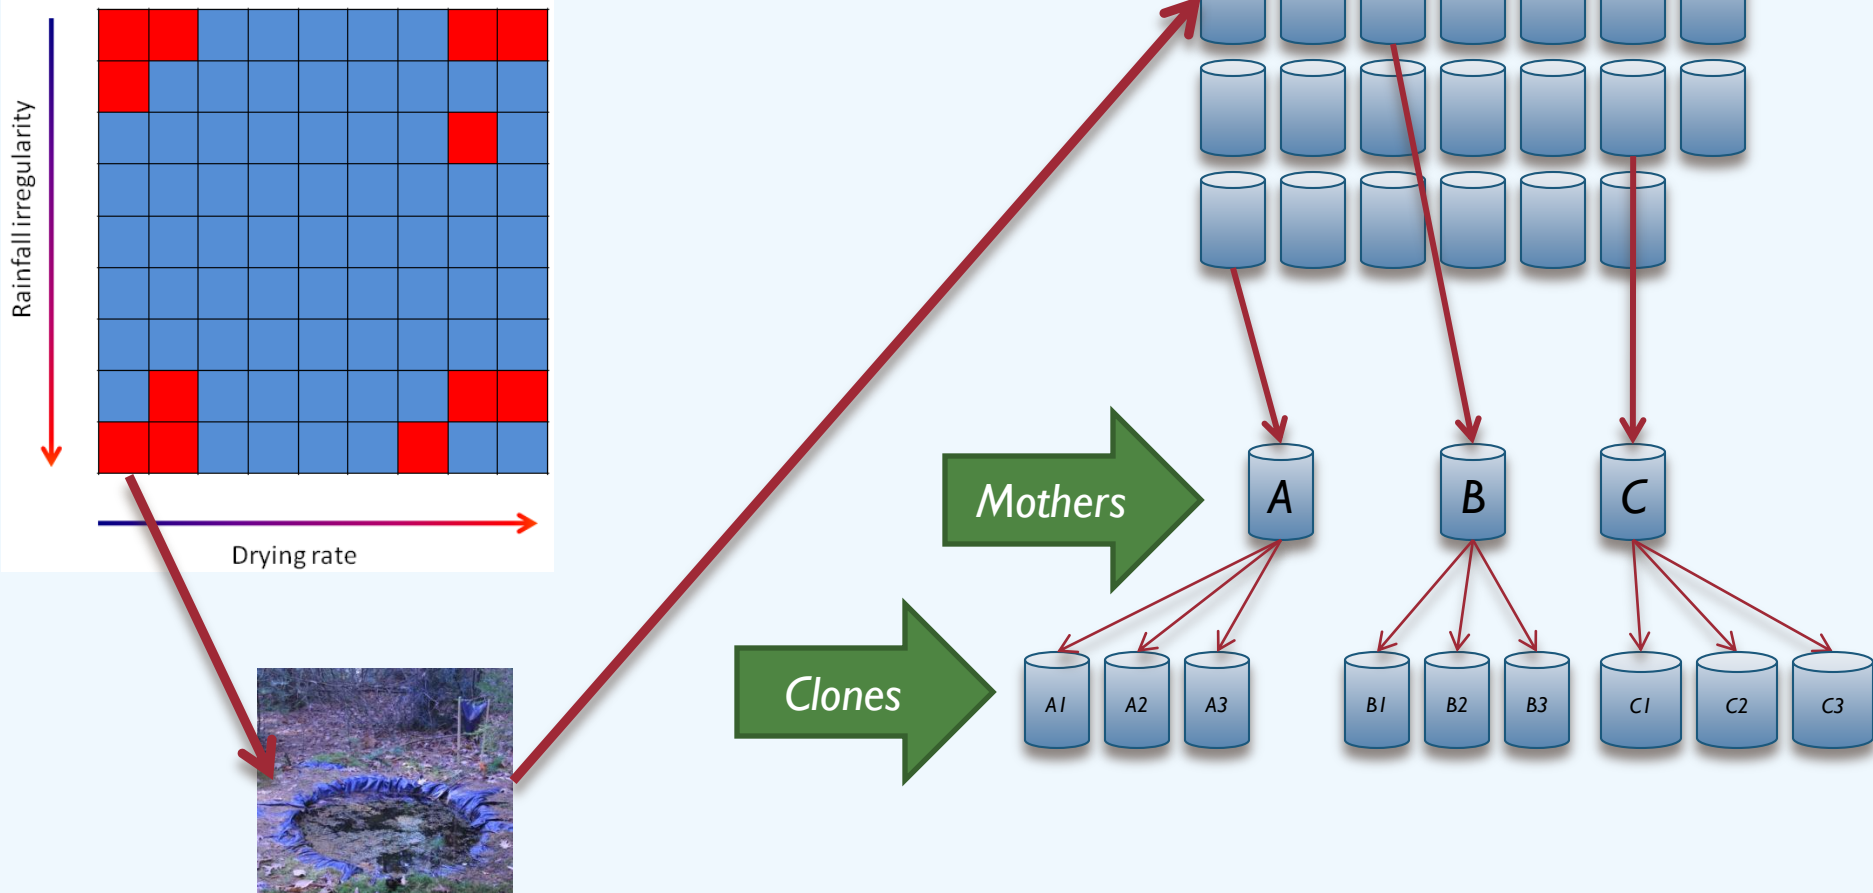 Rainfall irregularity
Drying rate
Mothers
A
B
C
Clones
A1
A2
A3
B1
B2
B3
C1
C2
C3